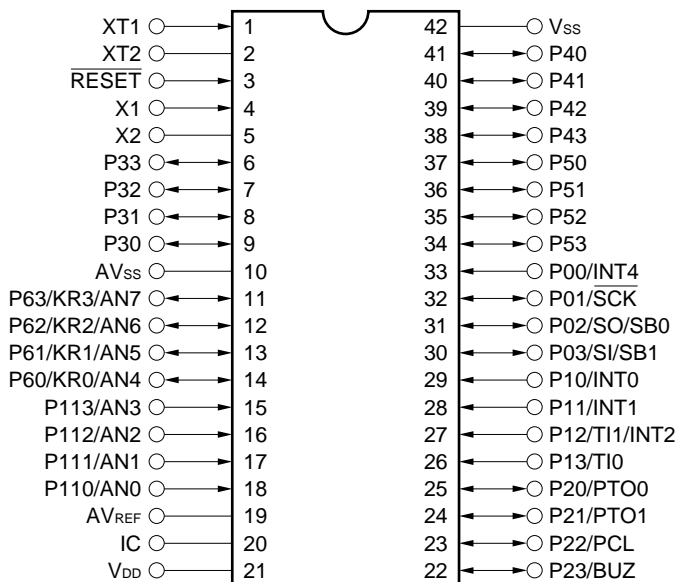 XT1 1 42 Vss
XT2 2 41 P40
RESET 3 40 P41
X1 4 39 P42
X2 5 38 P43
P33 6 37 P50
P32 7 36 P51
P31 8 35 P52
P30 9 34 P53
AVss 10 33 P00/INT4
P63/KR3/AN7 11 32 P01/SCK
P62/KR2/AN6 12 31 P02/SO/SB0
P61/KR1/AN5 13 30 P03/SI/SB1
P60/KR0/AN4 14 29 P10/INT0
P113/AN3 15 28 P11/INT1
P112/AN2 16 27 P12/TI1/INT2
P111/AN1 17 26 P13/TI0
P110/AN0 18 25 P20/PTO0
AVREF 19 24 P21/PTO1
IC 20 23 P22/PCL
VDD 21 22 P23/BUZ